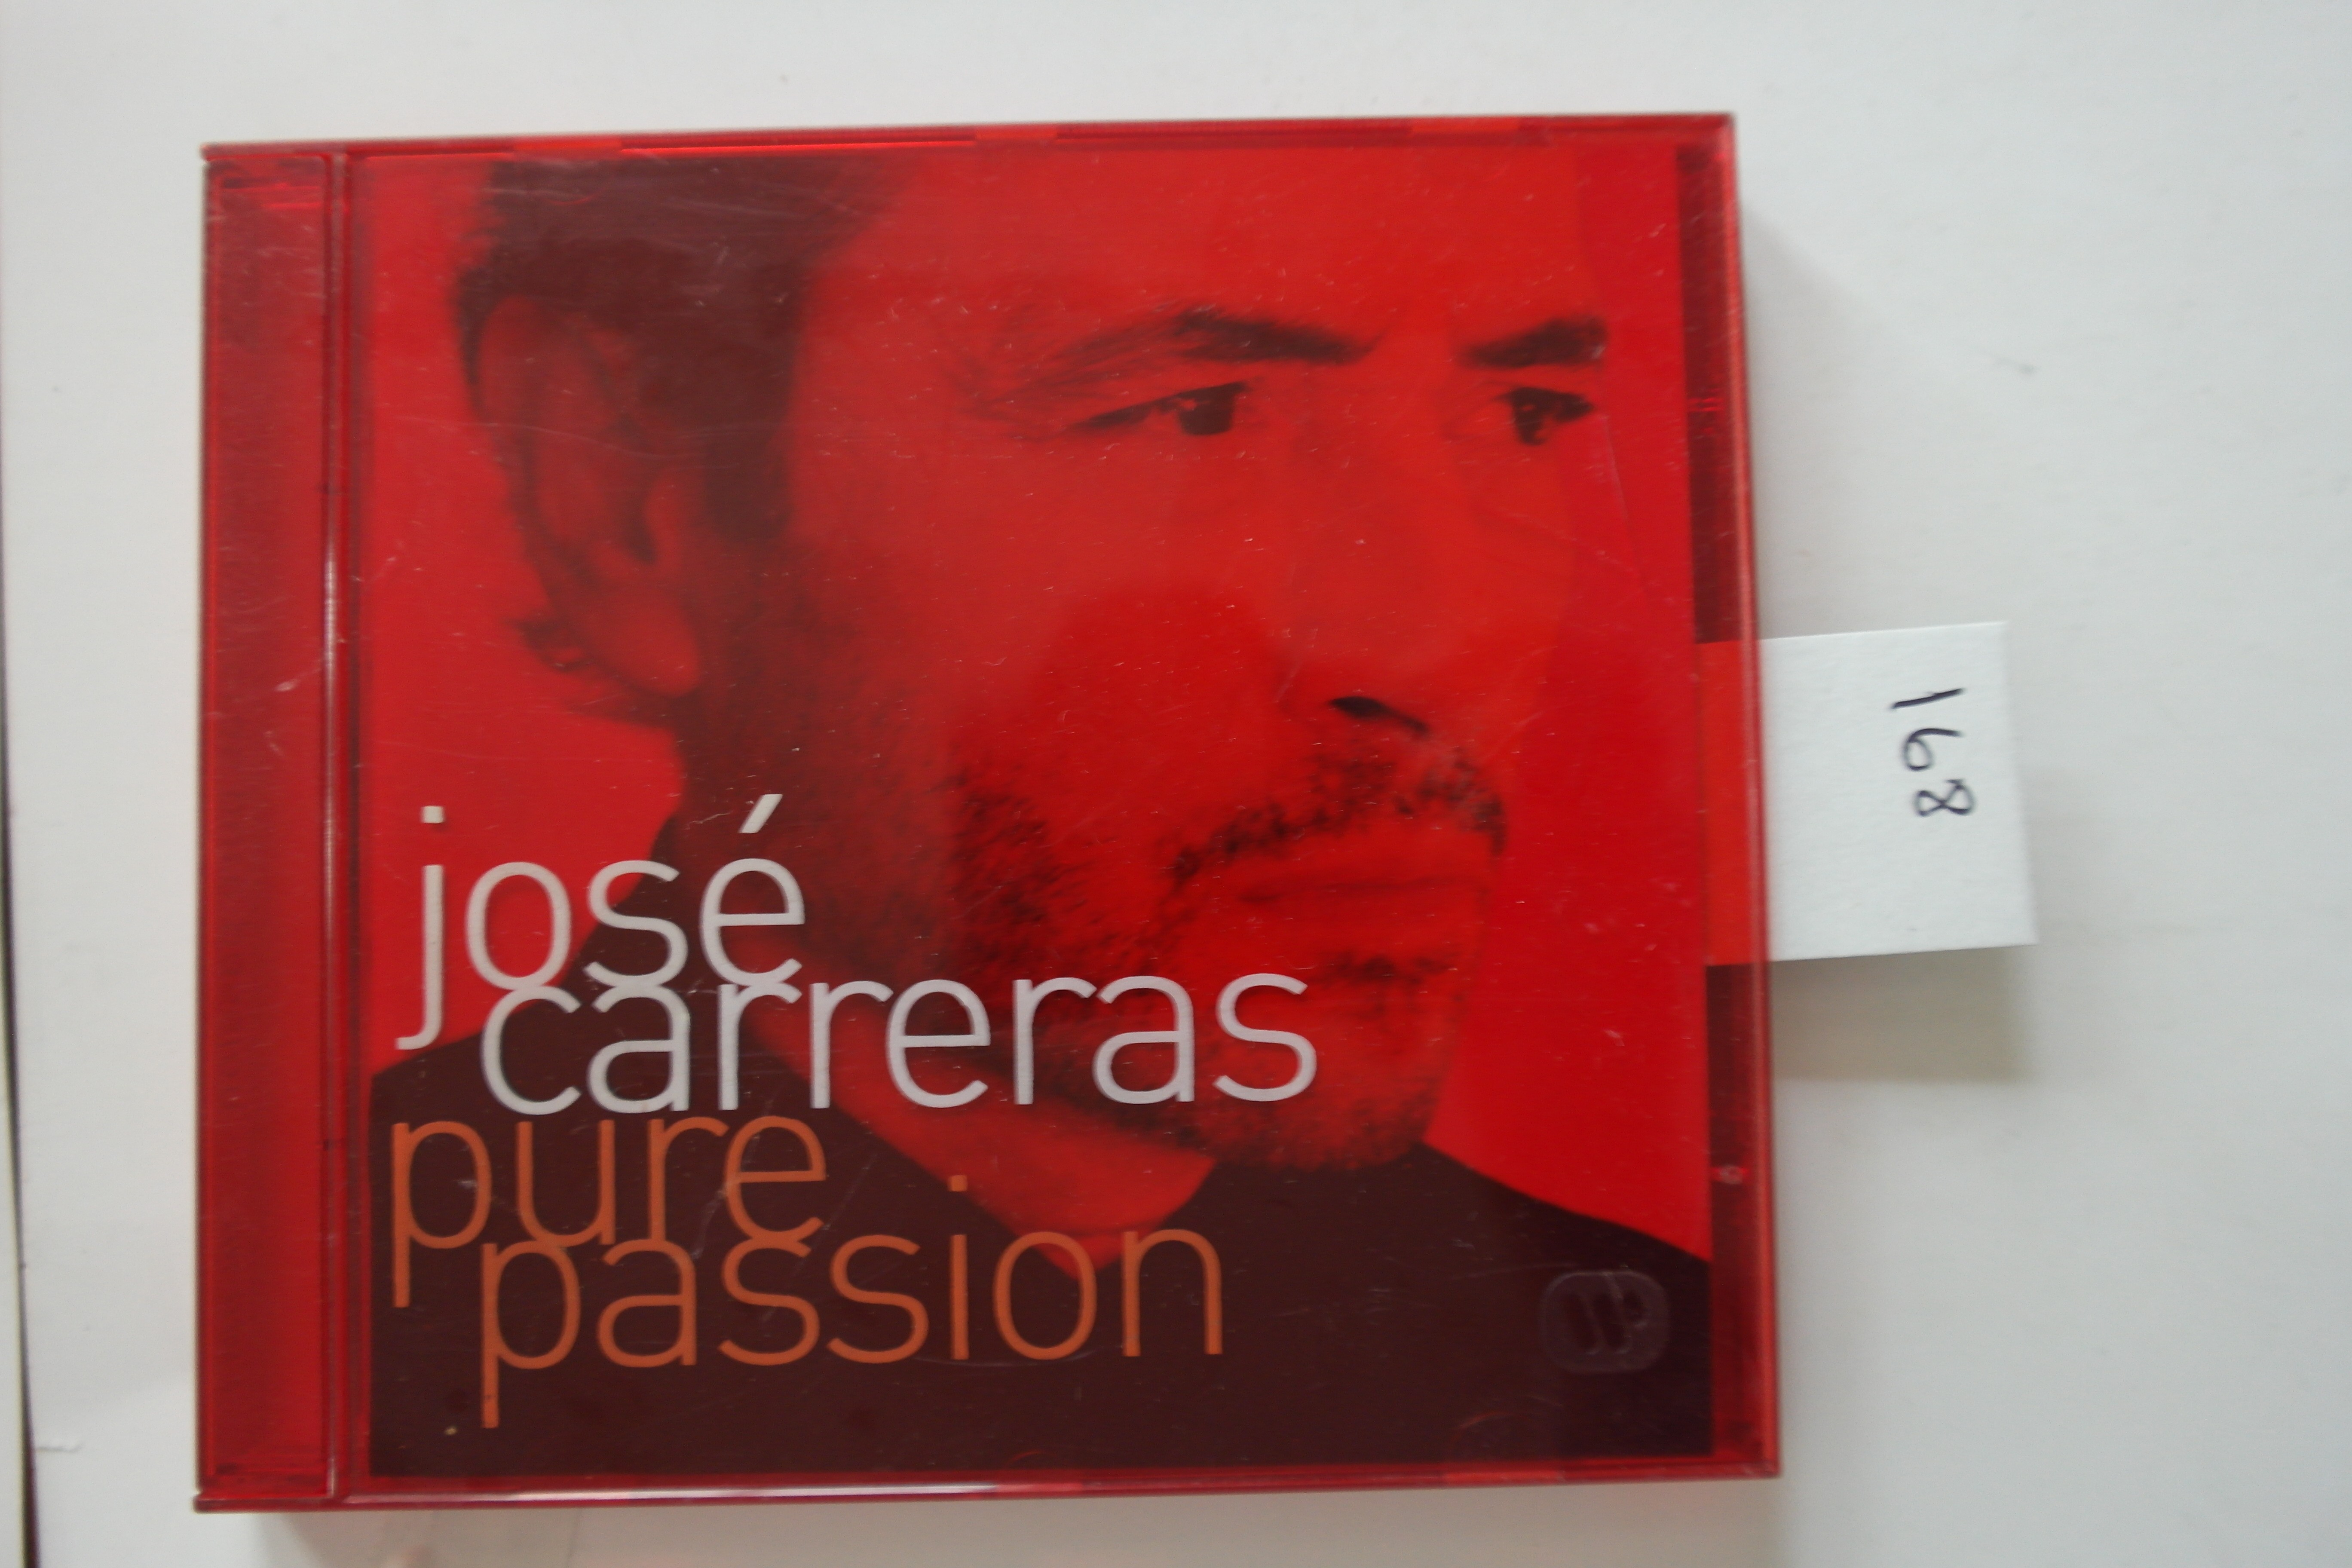 josé
carreras
pure
passion
168